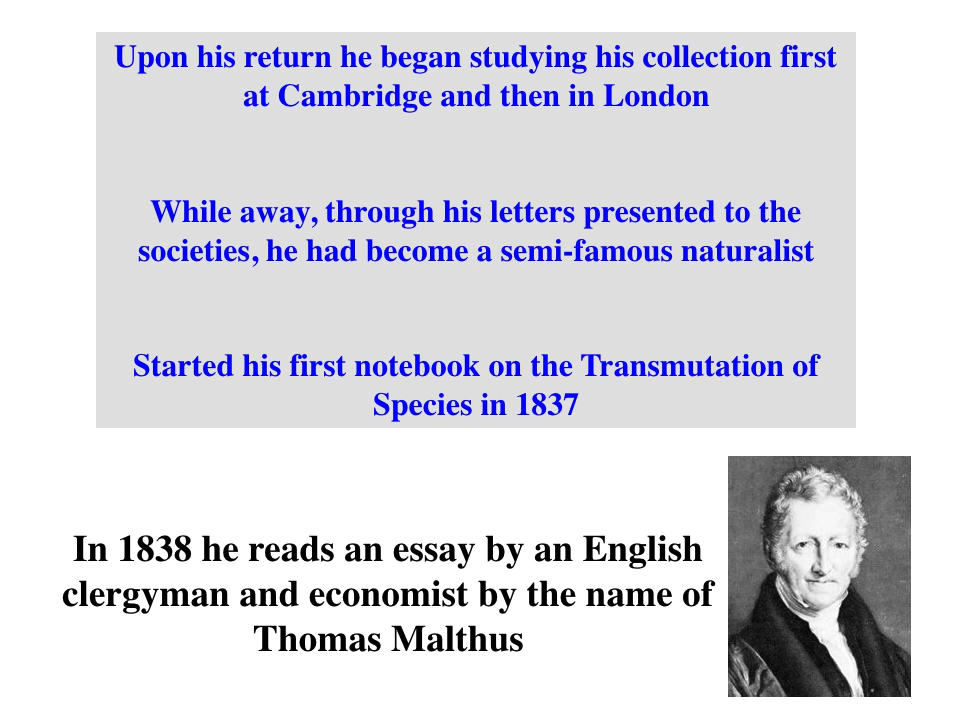 Upon his return he began studying his collection first
at Cambridge and then in London
While away, through his letters presented to the
societies, he had become a semi-famous naturalist
Started his first notebook on the Transmutation of
Species in 1837
In 1838 he reads an essay by an English
clergyman and economist by the name of
Thomas Malthus